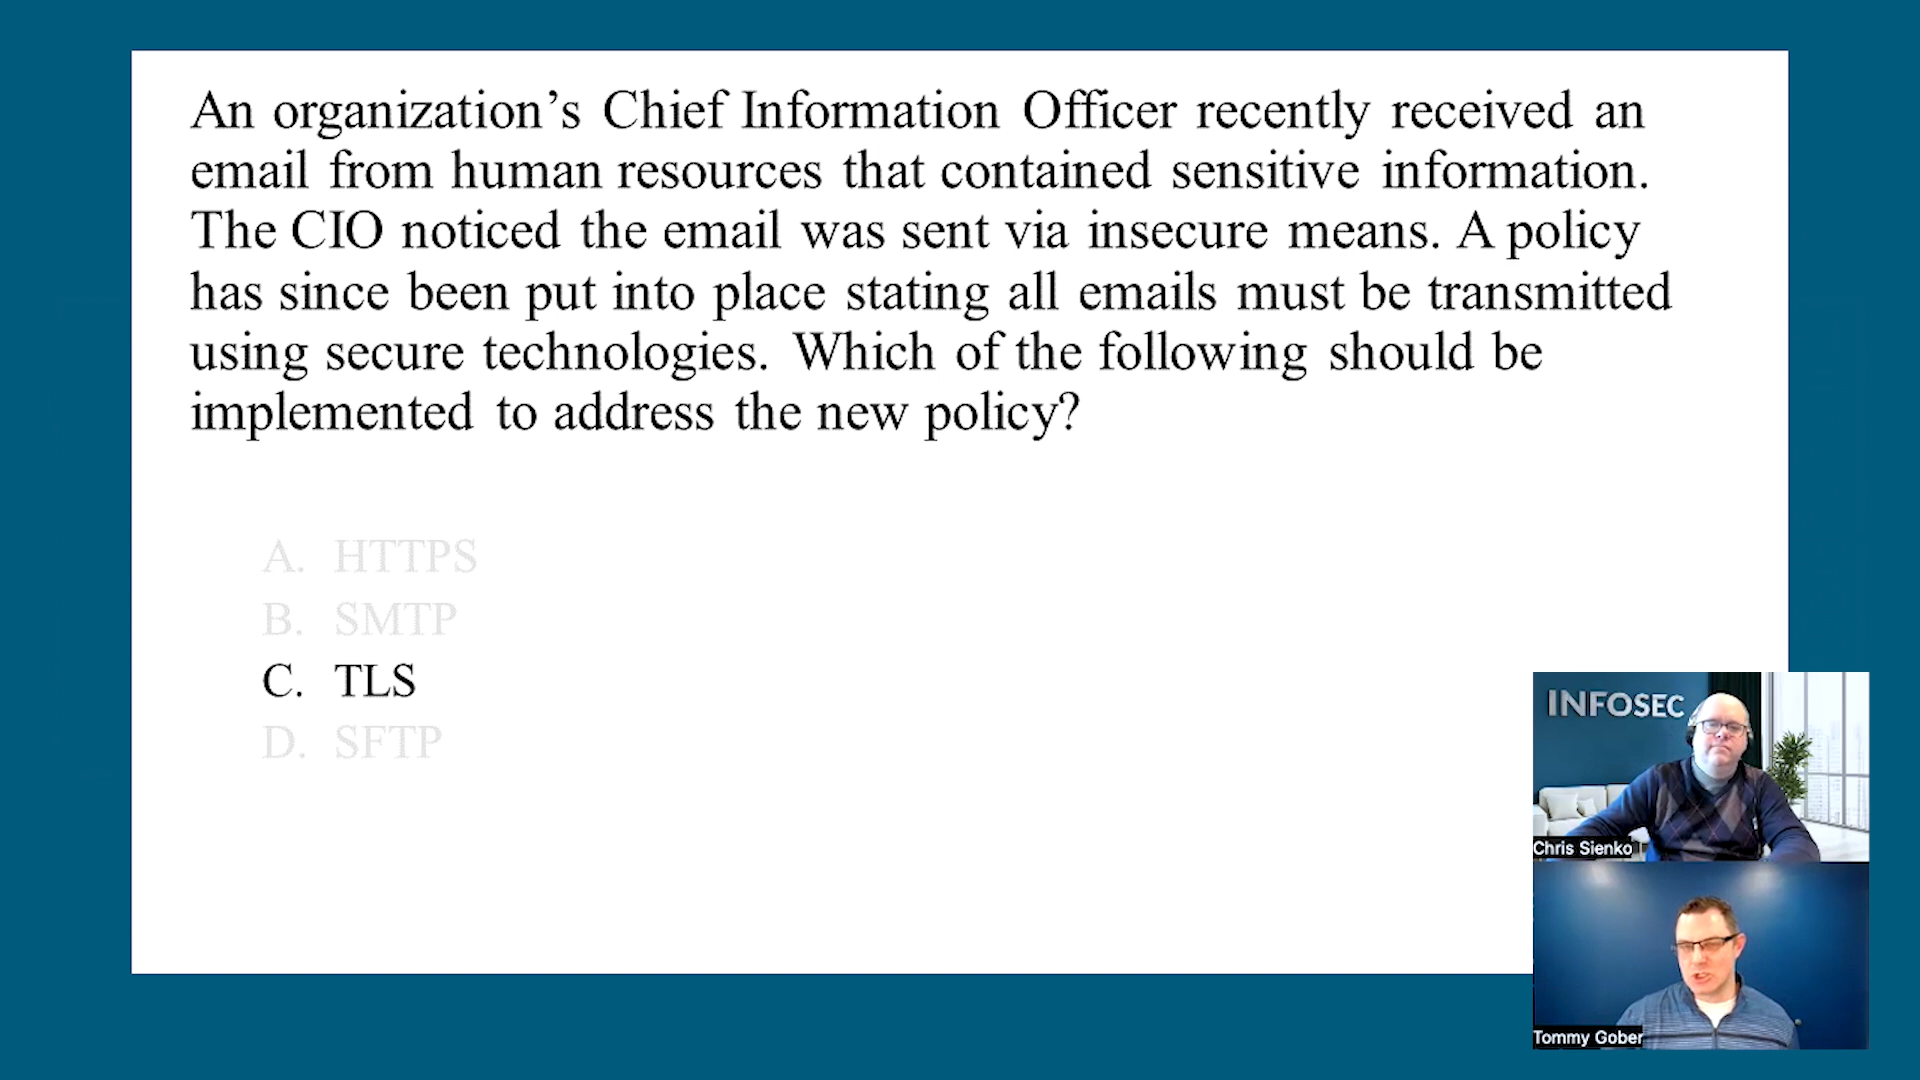 An organization’s Chief Information Officer recently received an
email from human resources that contained sensitive information.
The CIO noticed the email was sent via insecure means. A policy
has since been put into place stating all emails must be transmitted
using secure technologies. Which of the following should be
implemented to address the new policy?
A. HTTPS
B. SMTP
C. TLS
D. SFTP
INFOSEC
Chris Sienko
Tommy Gober